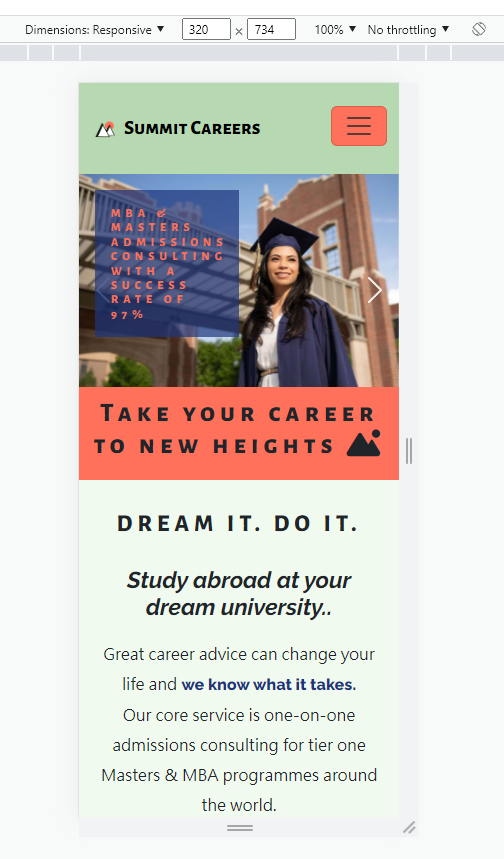 Dimensions: Responsive ▼ 320 × 734 100% ▼ No throttling ▼
Summit Careers
MBA &
MASTERS
ADMISSIONS
CONSULTING
WITH A
SUCCESS
RATE OF
97%
Take your career
to new heights
DREAM IT. DO IT.
Study abroad at your
dream university..
Great career advice can change your
life and we know what it takes.
Our core service is one-on-one
admissions consulting for tier one
Masters & MBA programmes around
the world.